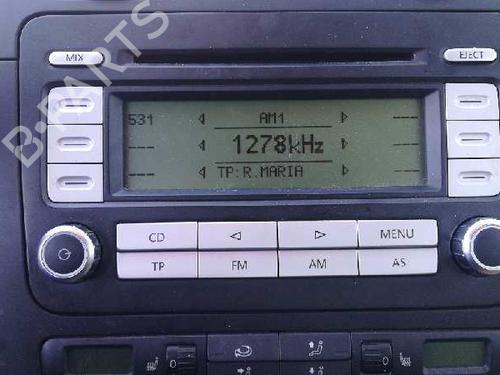 MIX
EJECT
531 AM1
--- 1278kHz ---
--- TP:R.MARIA ---
CD MENU
TP FM AM AS
B-PARTS